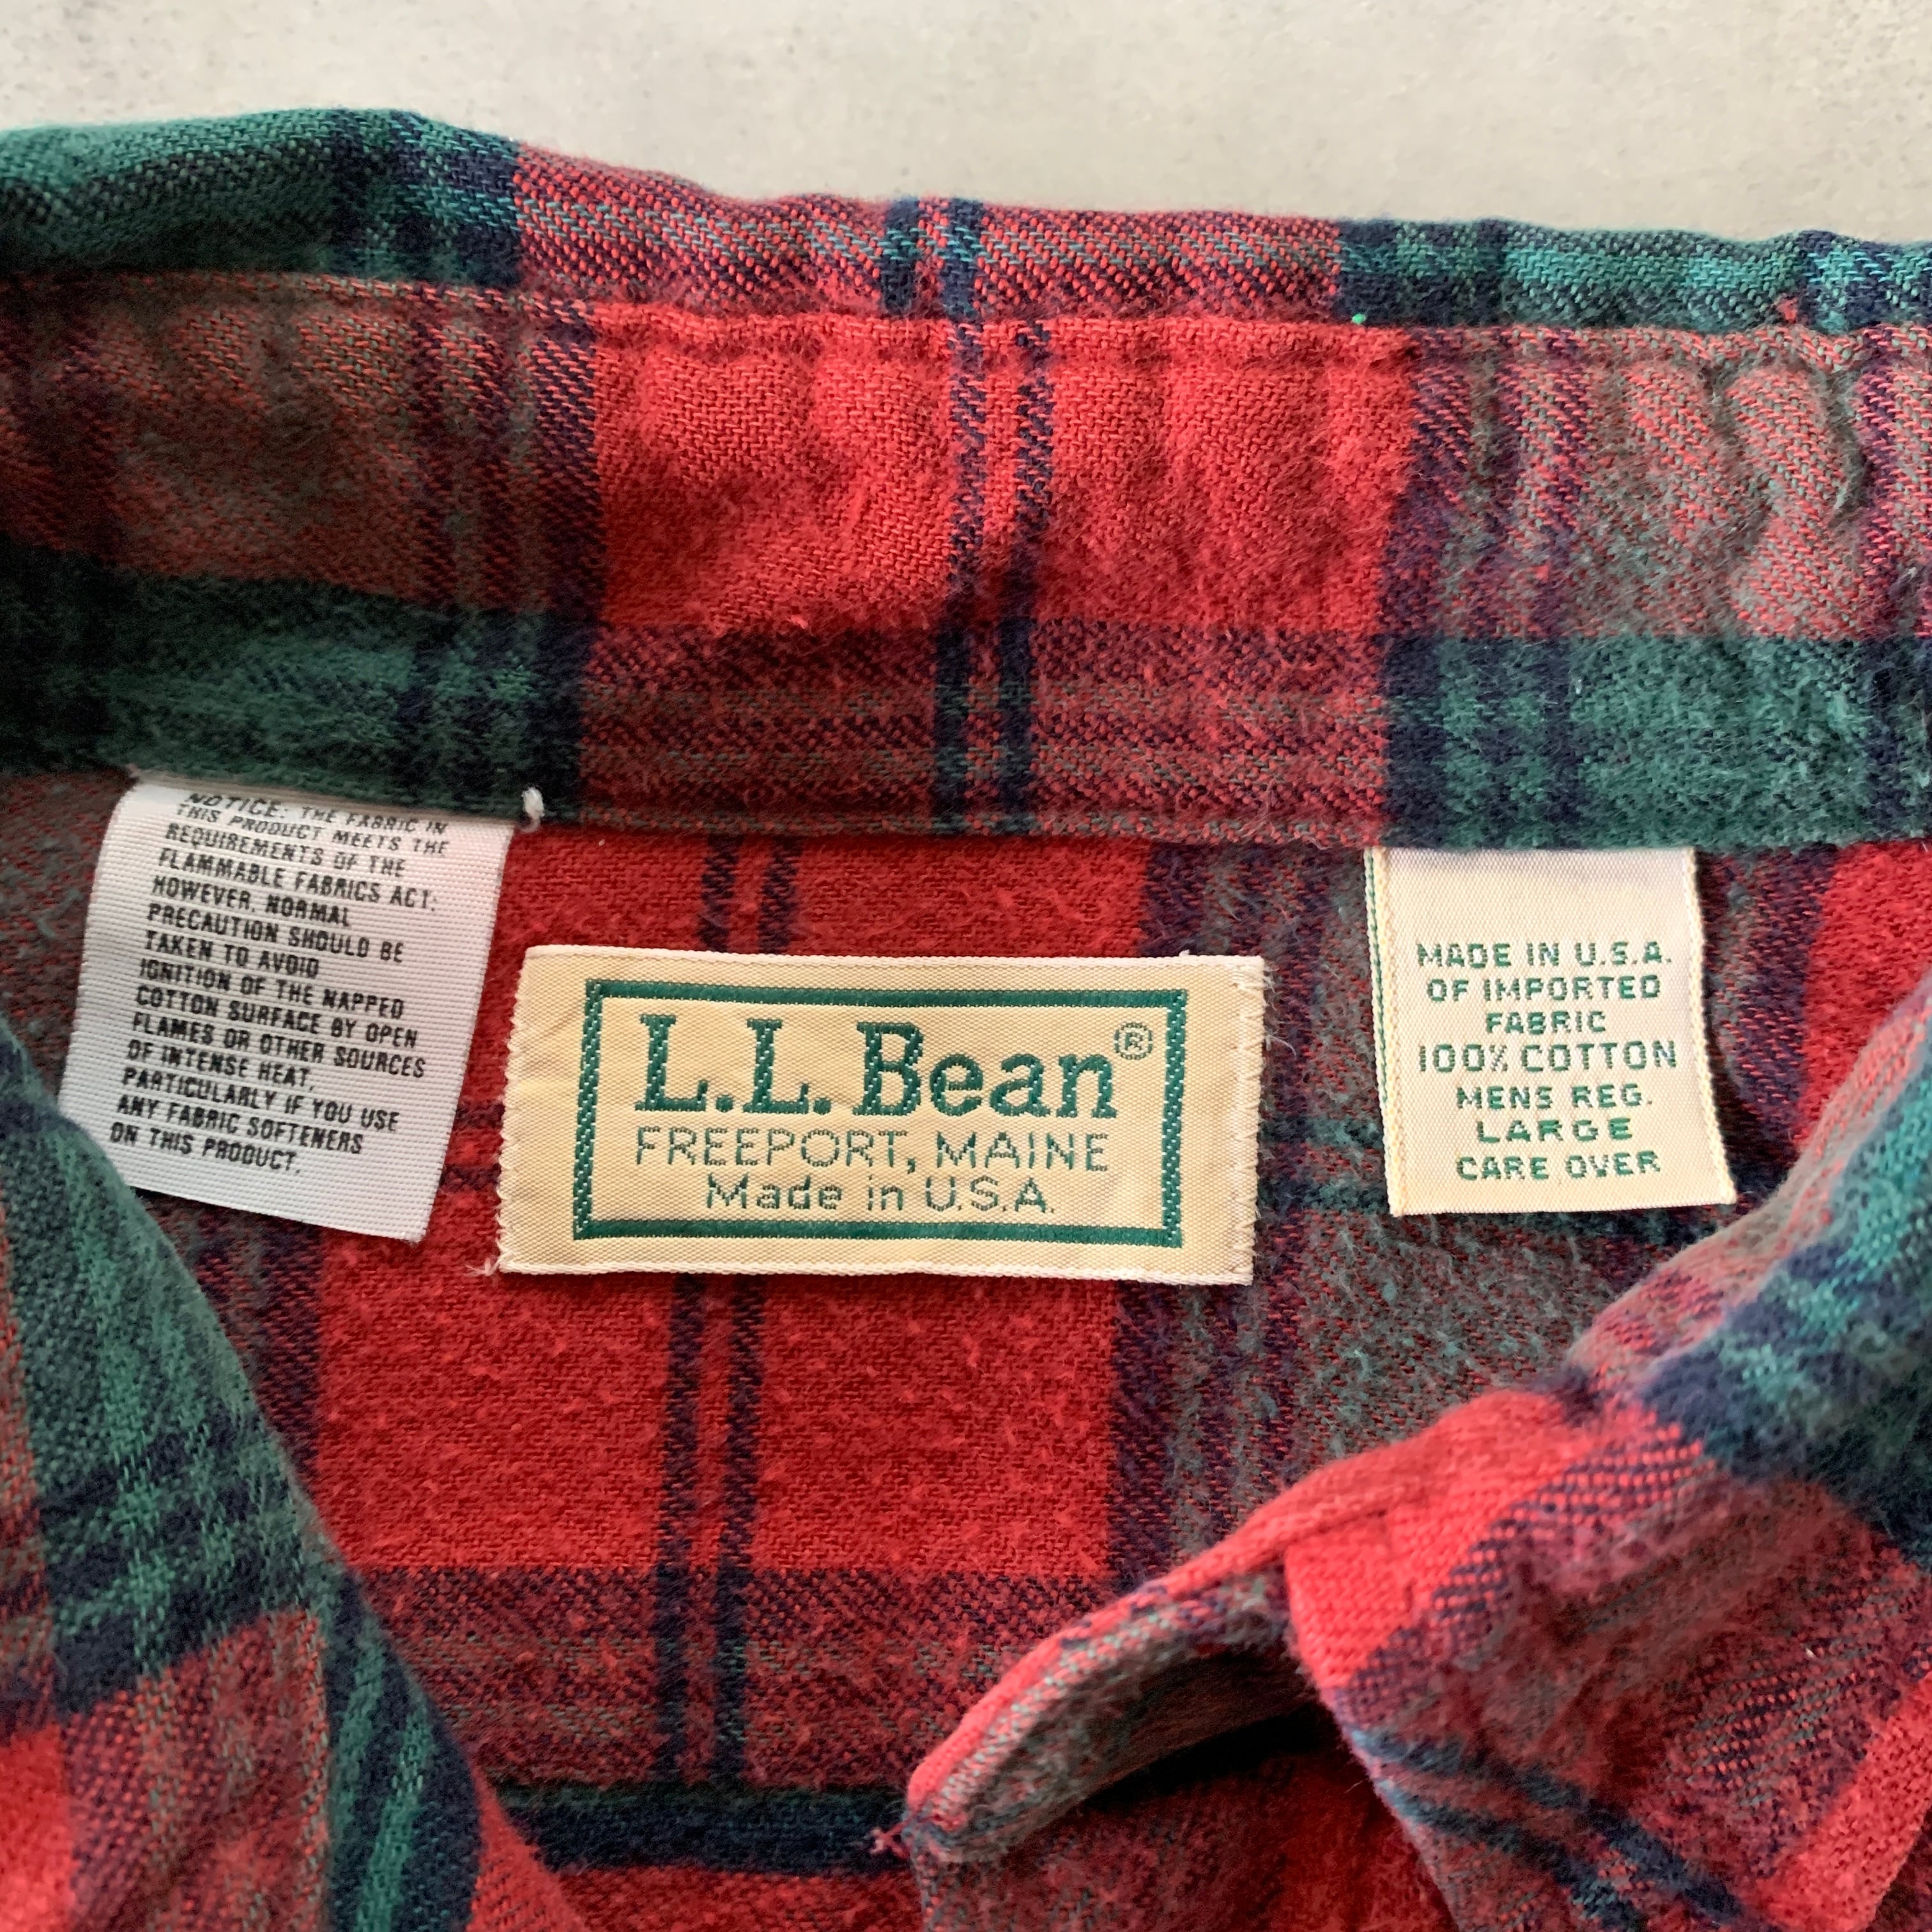 NOTICE: THE FABRIC IN
THIS PRODUCT MEETS THE
REQUIREMENTS OF THE
FLAMMABLE FABRICS ACT;
HOWEVER, NORMAL
PRECAUTION SHOULD BE
TAKEN TO AVOID
IGNITION OF THE NAPPED
COTTON SURFACE BY OPEN
FLAMES OR OTHER SOURCES
OF INTENSE HEAT,
PARTICULARLY IF YOU USE
ANY FABRIC SOFTENERS
ON THIS PRODUCT.
L.L.Bean®
FREEPORT, MAINE
Made in U.S.A.
MADE IN U.S.A.
OF IMPORTED
FABRIC
100% COTTON
MENS REG.
LARGE
CARE OVER